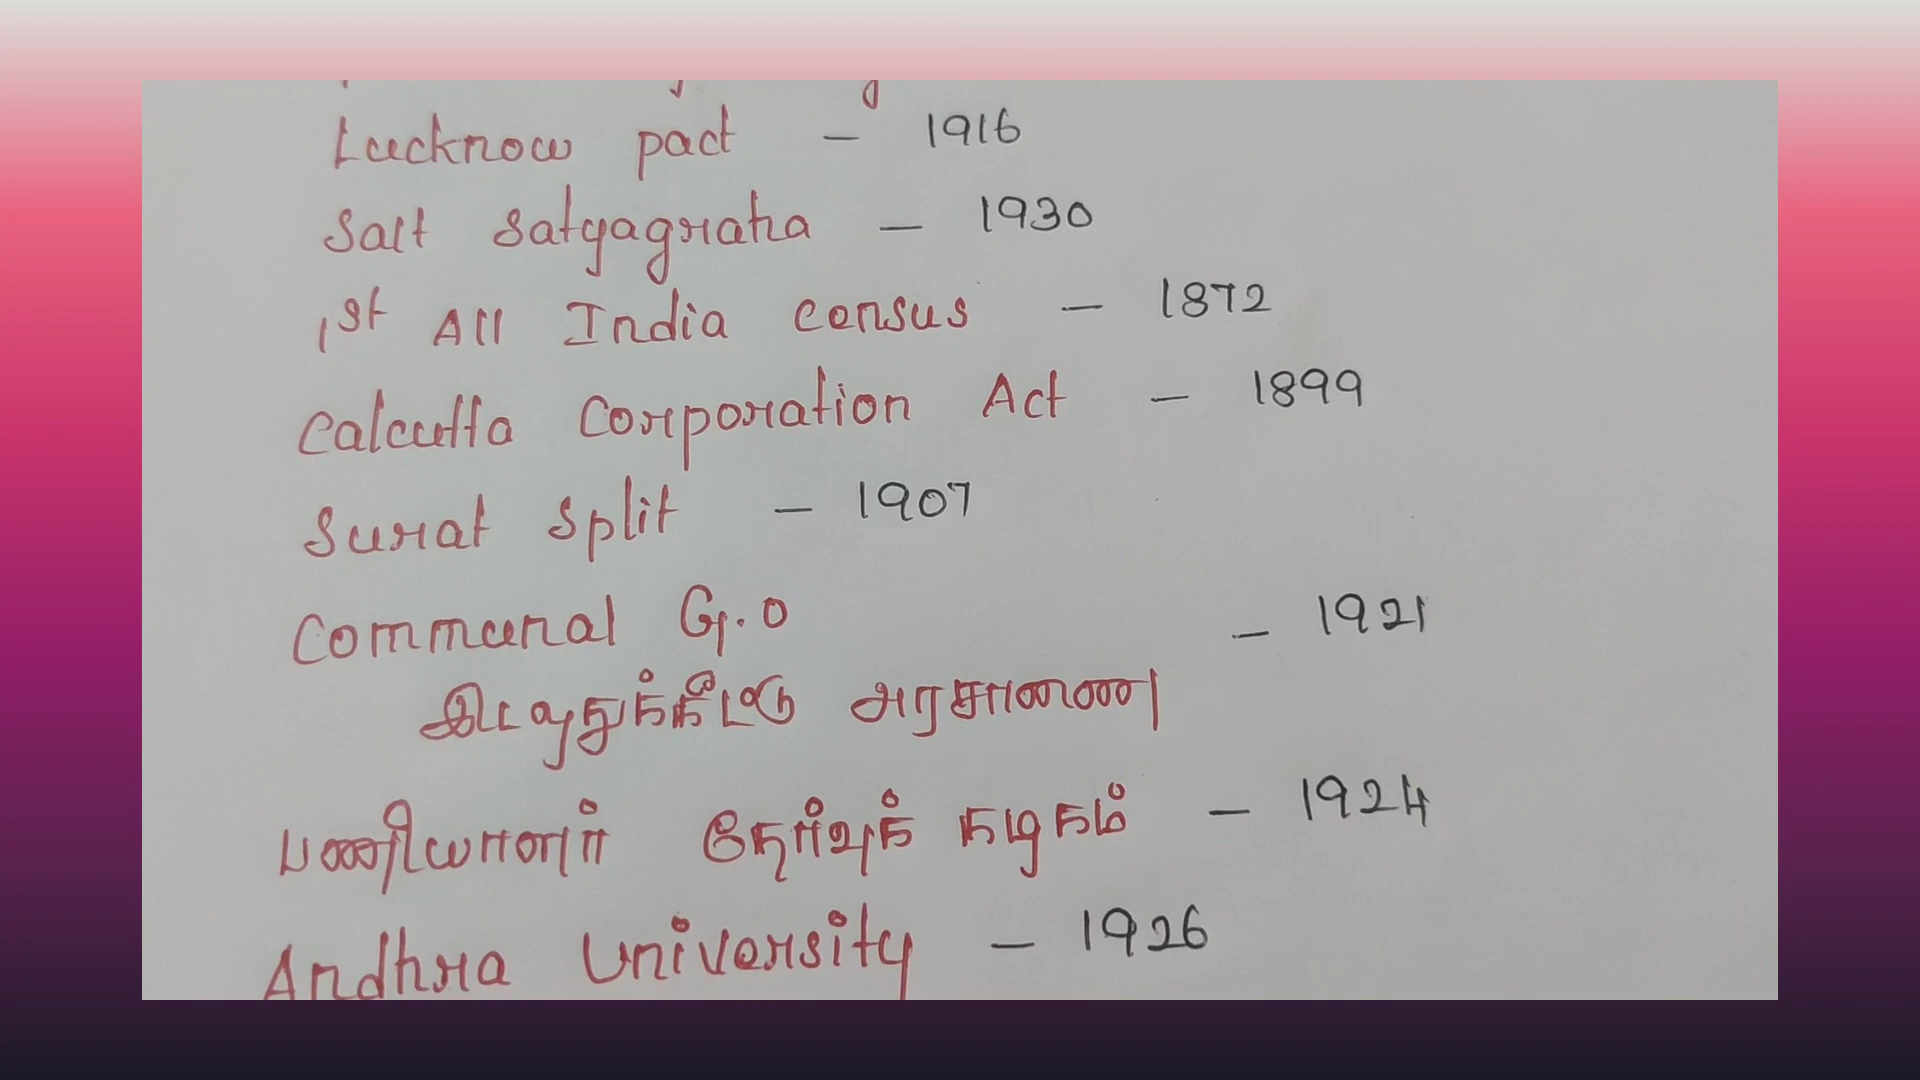 Lucknow pact - 1916
Salt Satyagraha - 1930
1st All India census - 1872
Calcutta Corporation Act - 1899
Surat split - 1907
Communal G.O - 1921
இடஒதுக்கீட்டு அரசாணை
பணியாளர் தேர்வுக் கழகம் - 1924
Andhra University - 1926